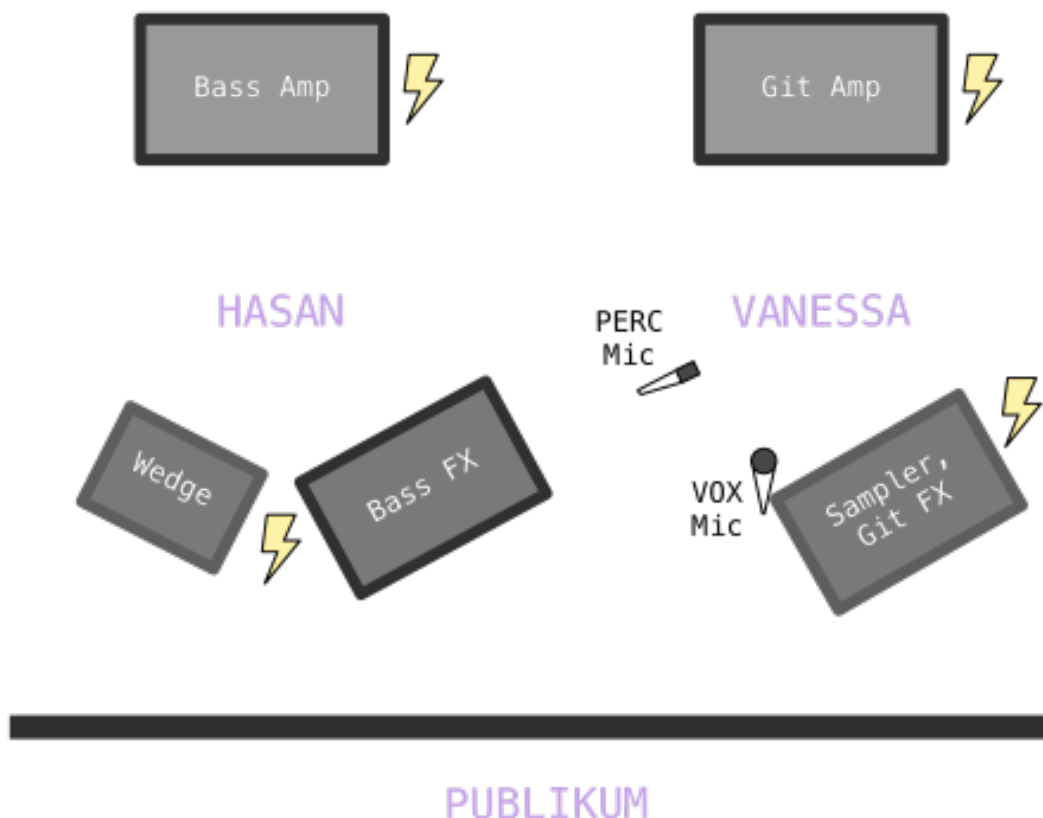 Bass Amp
Git Amp
HASAN
PERC
Mic
VANESSA
Wedge
Bass FX
VOX
Mic
Sampler,
Git FX
PUBLIKUM